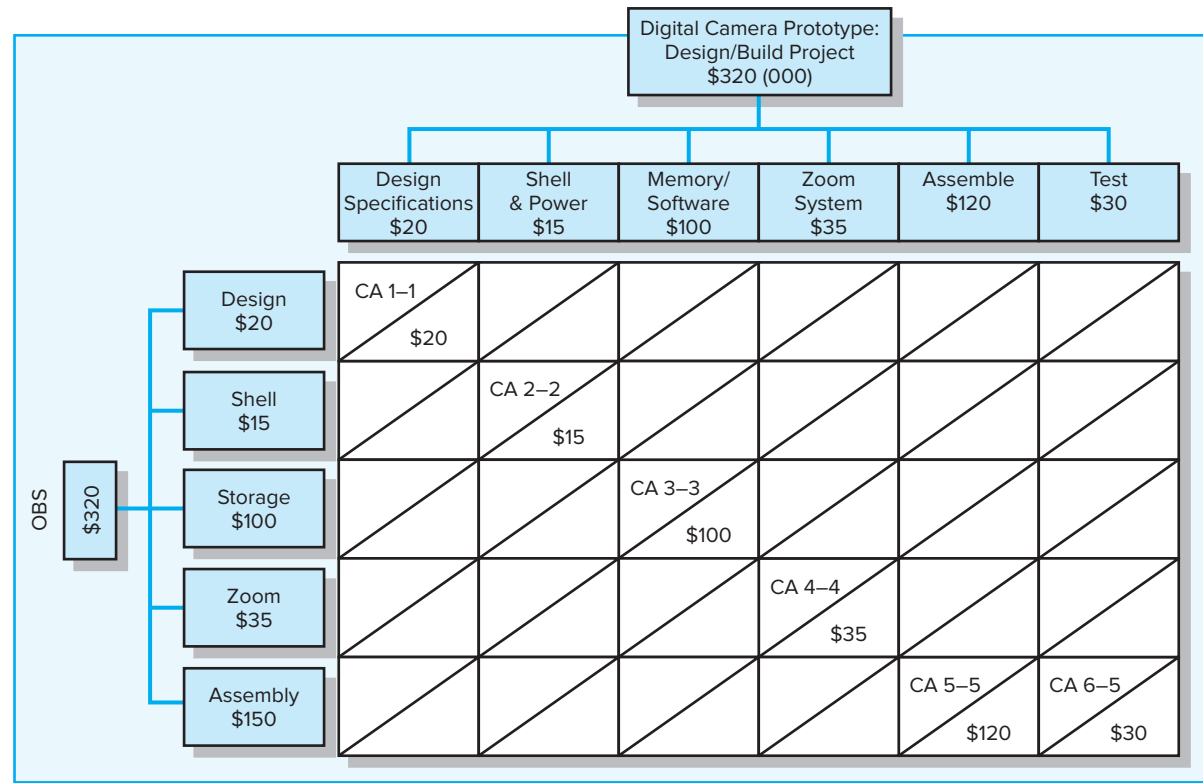 Digital Camera Prototype:
Design/Build Project
$320 (000)
Design
Specifications
$20
Shell
& Power
$15
Memory/
Software
$100
Zoom
System
$35
Assemble
$120
Test
$30
OBS
$320
Design
$20
CA 1–1
$20
Shell
$15
CA 2–2
$15
Storage
$100
CA 3–3
$100
Zoom
$35
CA 4–4
$35
Assembly
$150
CA 5–5
$120
CA 6–5
$30